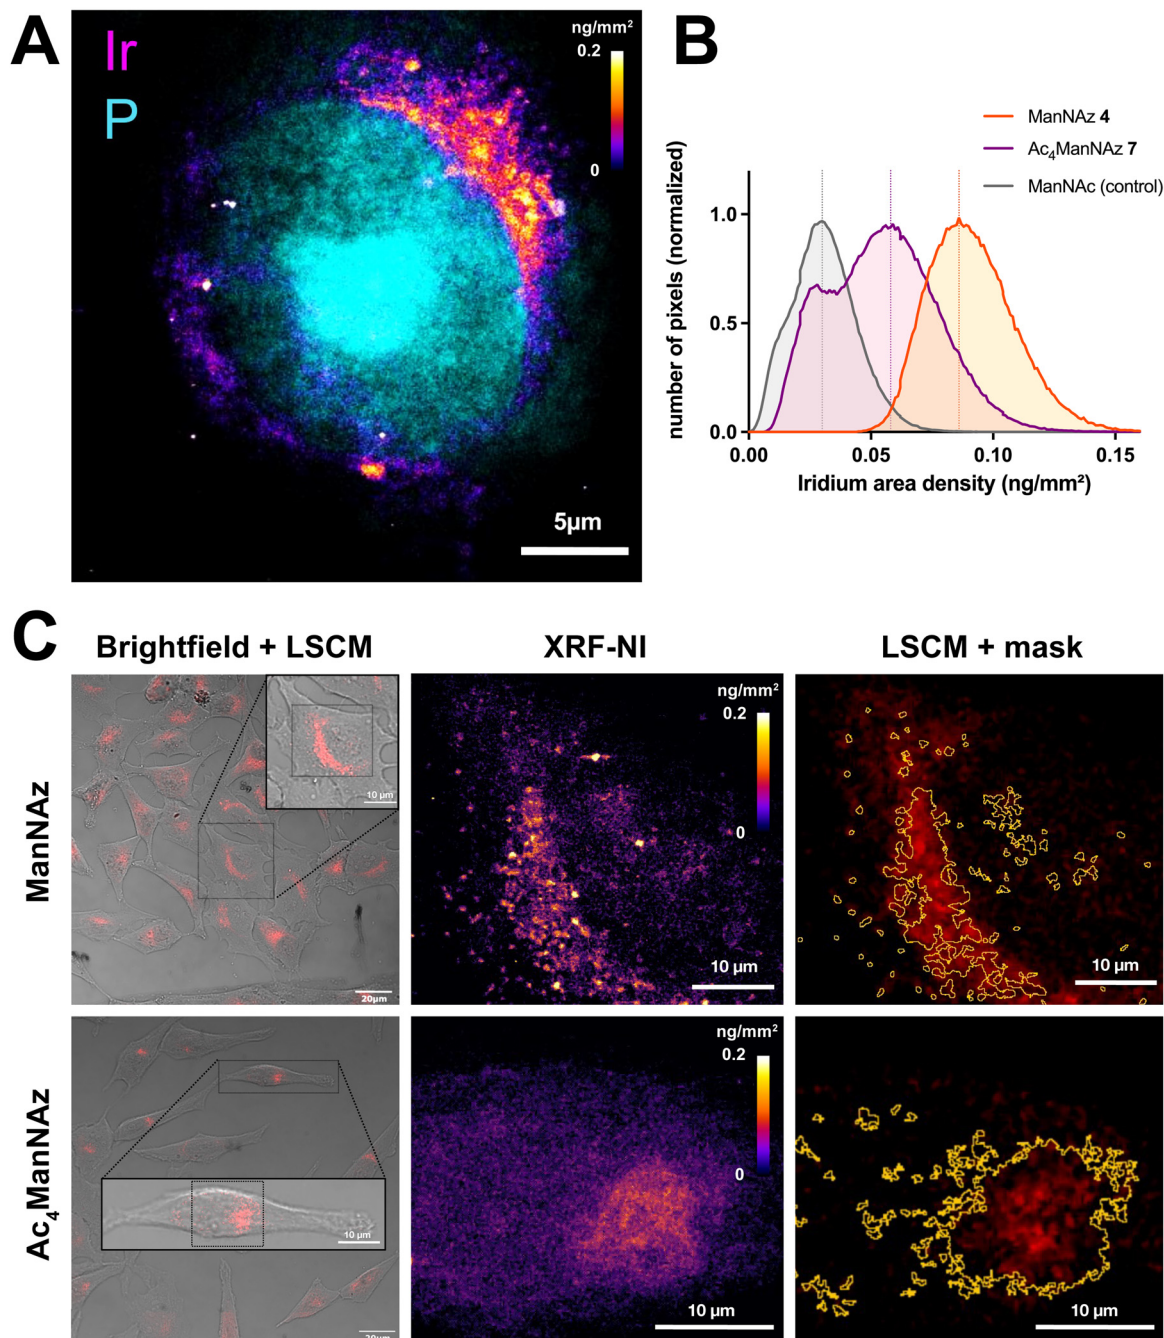 A
Ir
P
ng/mm²
0.2
0
5µm
B
ManNAz 4
Ac₄ManNAz 7
ManNAc (control)
number of pixels (normalized)
1.0
0.5
0.0
0.00 0.05 0.10 0.15
Iridium area density (ng/mm²)
C
Brightfield + LSCM XRF-NI LSCM + mask
ManNAz
10 µm
20µm
ng/mm²
0.2
0
10 µm
10 µm
Ac₄ManNAz
10 µm
20µm
ng/mm²
0.2
0
10 µm
10 µm